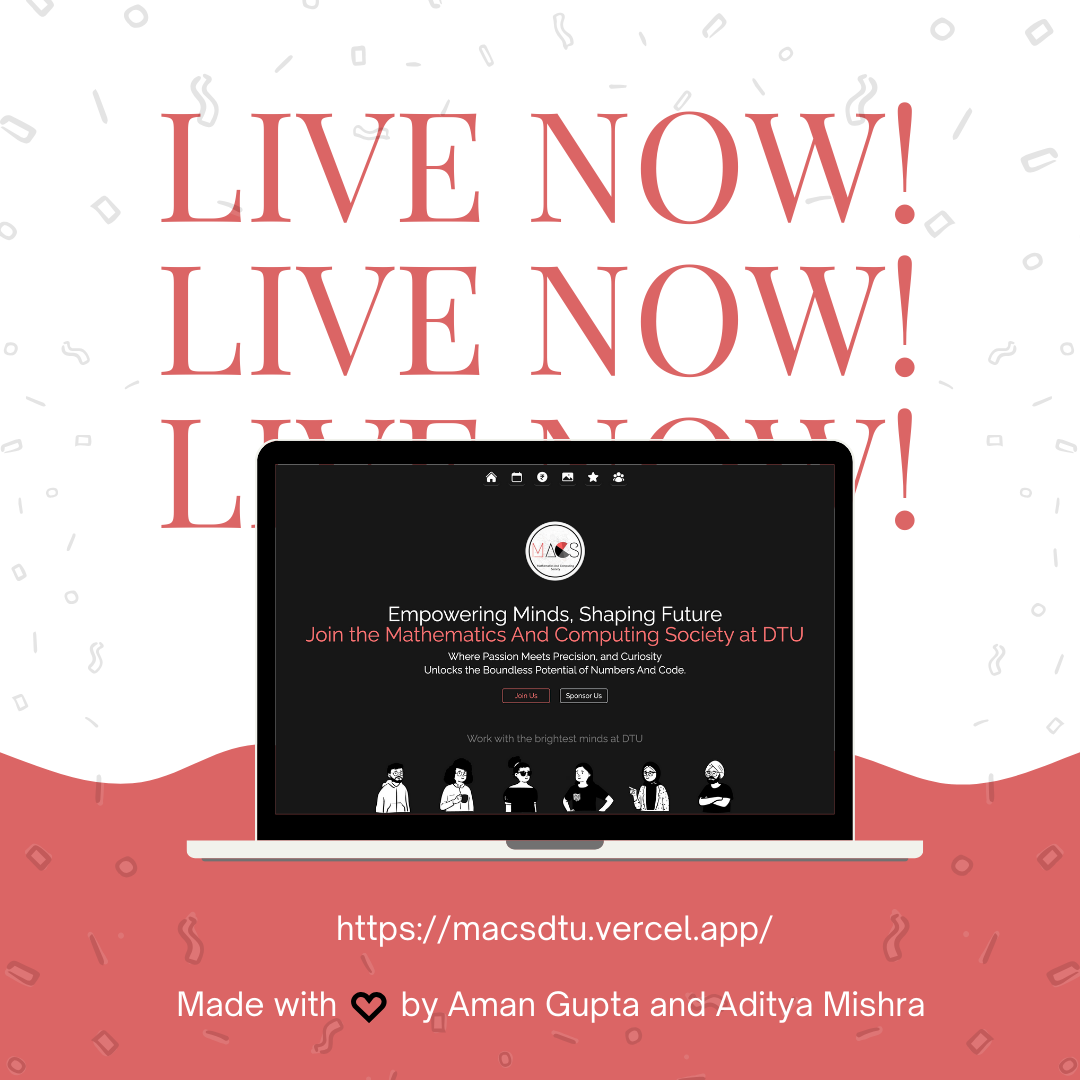 LIVE NOW!
LIVE NOW!
LIVE NOW!
MACS
Mathematics And Computing
Society
Empowering Minds, Shaping Future
Join the Mathematics And Computing Society at DTU
Where Passion Meets Precision, and Curiosity
Unlocks the Boundless Potential of Numbers And Code.
Join Us
Sponsor Us
Work with the brightest minds at DTU
https://macsdtu.vercel.app/
Made with by Aman Gupta and Aditya Mishra